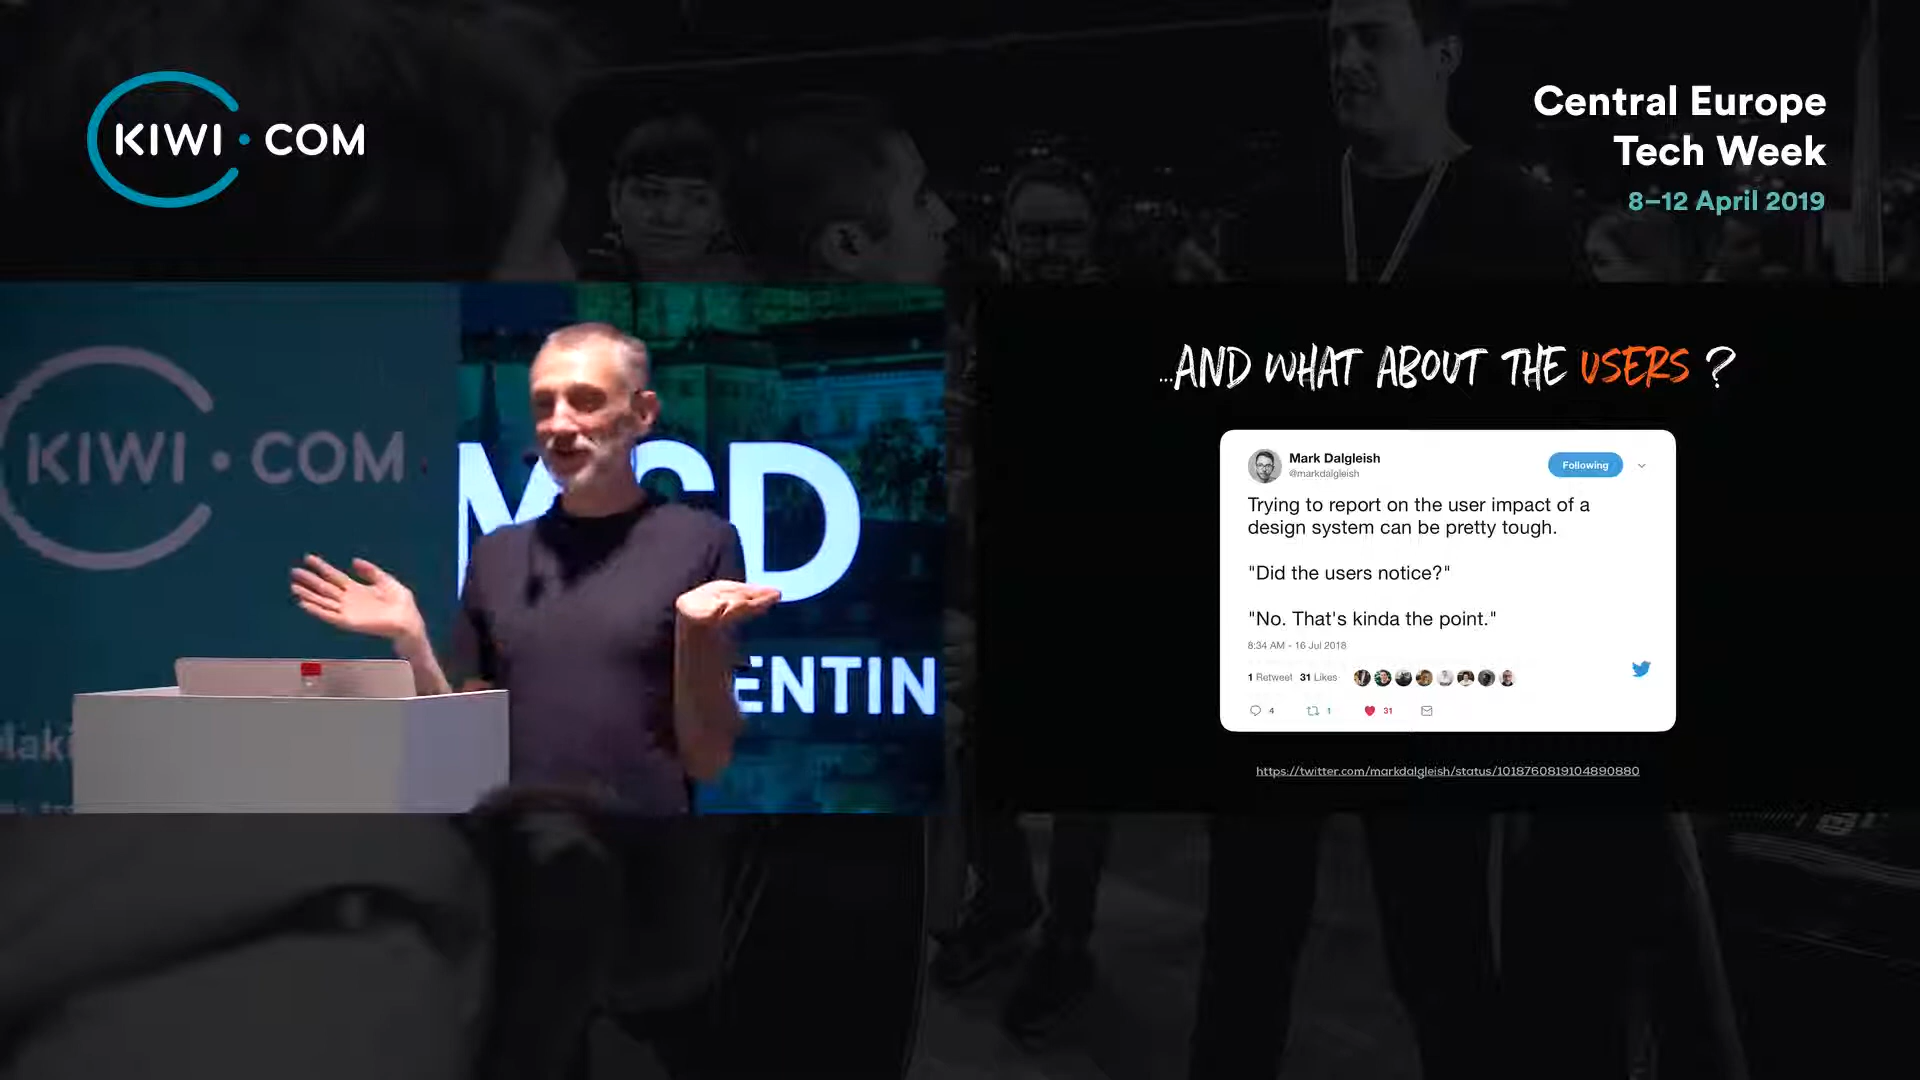 KIWI.COM
Central Europe
Tech Week
8–12 April 2019
KIWI.COM
ENTIN
...AND WHAT ABOUT THE USERS ?
Mark Dalgleish
@markdalgleish
Following
Trying to report on the user impact of a
design system can be pretty tough.
"Did the users notice?"
"No. That's kinda the point."
8:34 AM - 16 Jul 2018
1 Retweet 31 Likes
4 1 31
https://twitter.com/markdalgleish/status/1018760819104890880